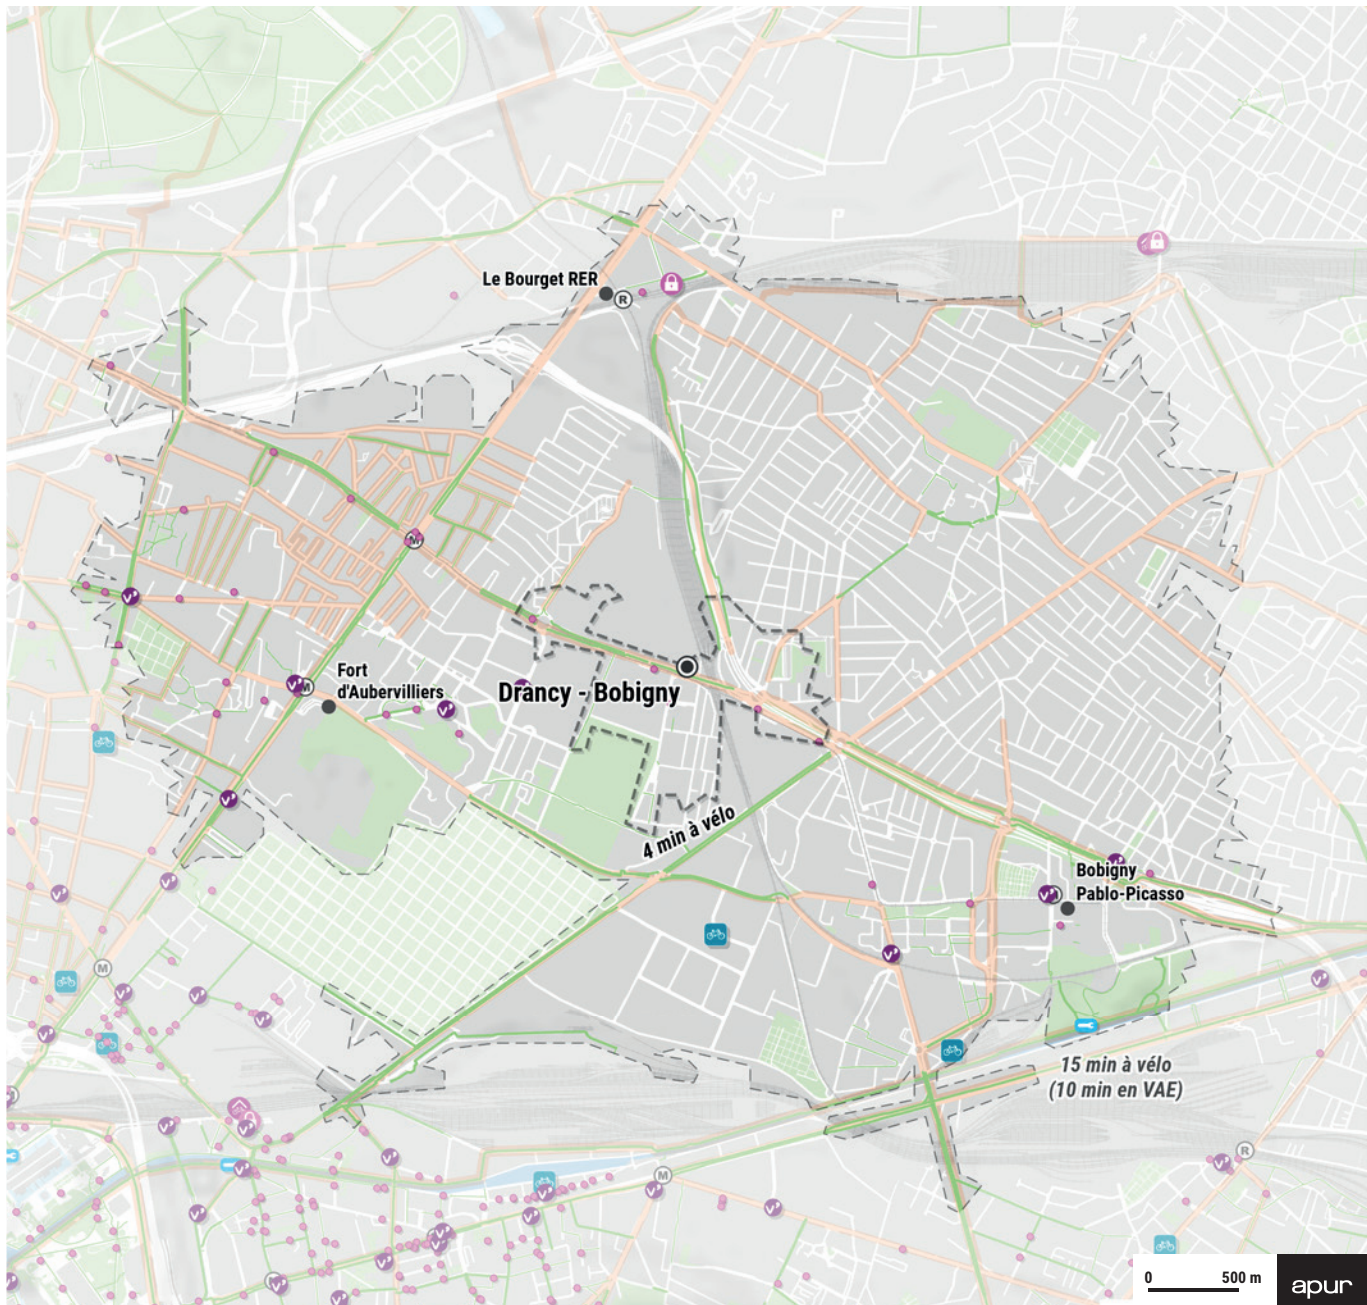 Le Bourget RER
R
M
Fort
d'Aubervilliers
M
Drancy - Bobigny
4 min à vélo
Bobigny
Pablo-Picasso
M
15 min à vélo
(10 min en VAE)
M
R
0 500 m
apur